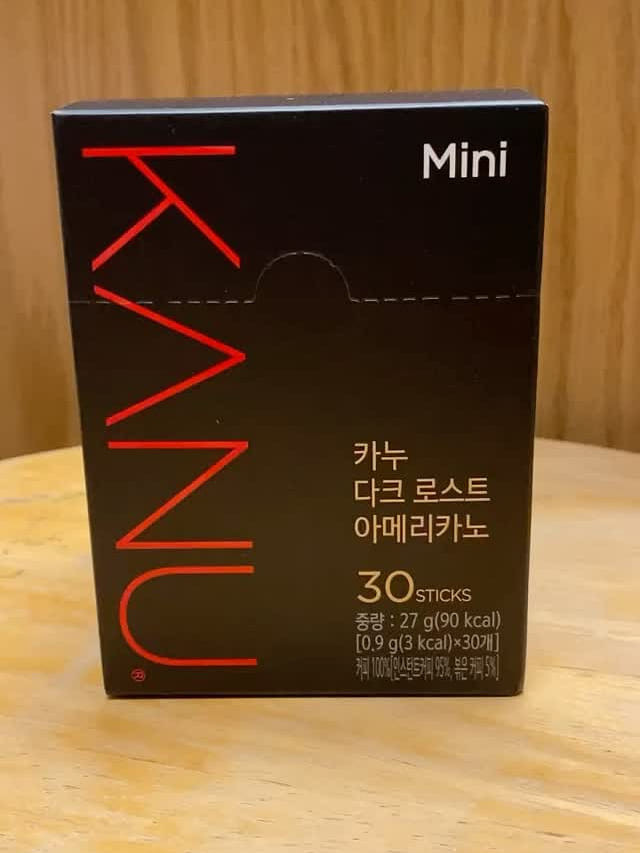 KANU®
Mini
카누
다크 로스트
아메리카노
30 STICKS
중량 : 27 g(90 kcal)
[0.9 g(3 kcal)×30개]
커피 100%[인스턴트커피 95%, 볶은 커피 5%]